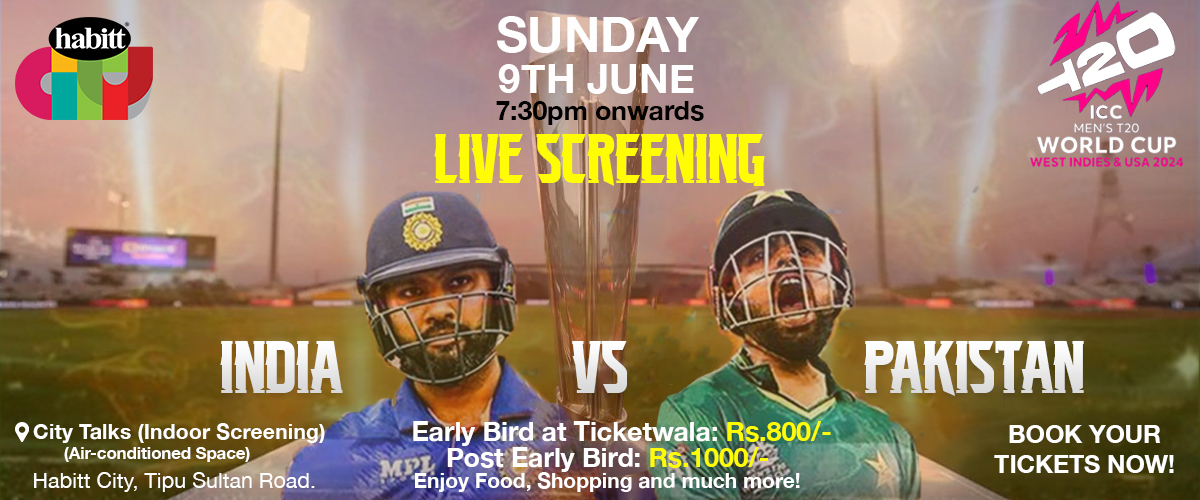 habitt
CITY
SUNDAY
9TH JUNE
7:30pm onwards
LIVE SCREENING
T20
ICC
MEN'S T20
WORLD CUP
WEST INDIES & USA 2024
INDIA
VS
PAKISTAN
MPL
City Talks (Indoor Screening)
(Air-conditioned Space)
Habitt City, Tipu Sultan Road.
Early Bird at Ticketwala: Rs.800/-
Post Early Bird: Rs.1000/-
Enjoy Food, Shopping and much more!
BOOK YOUR
TICKETS NOW!